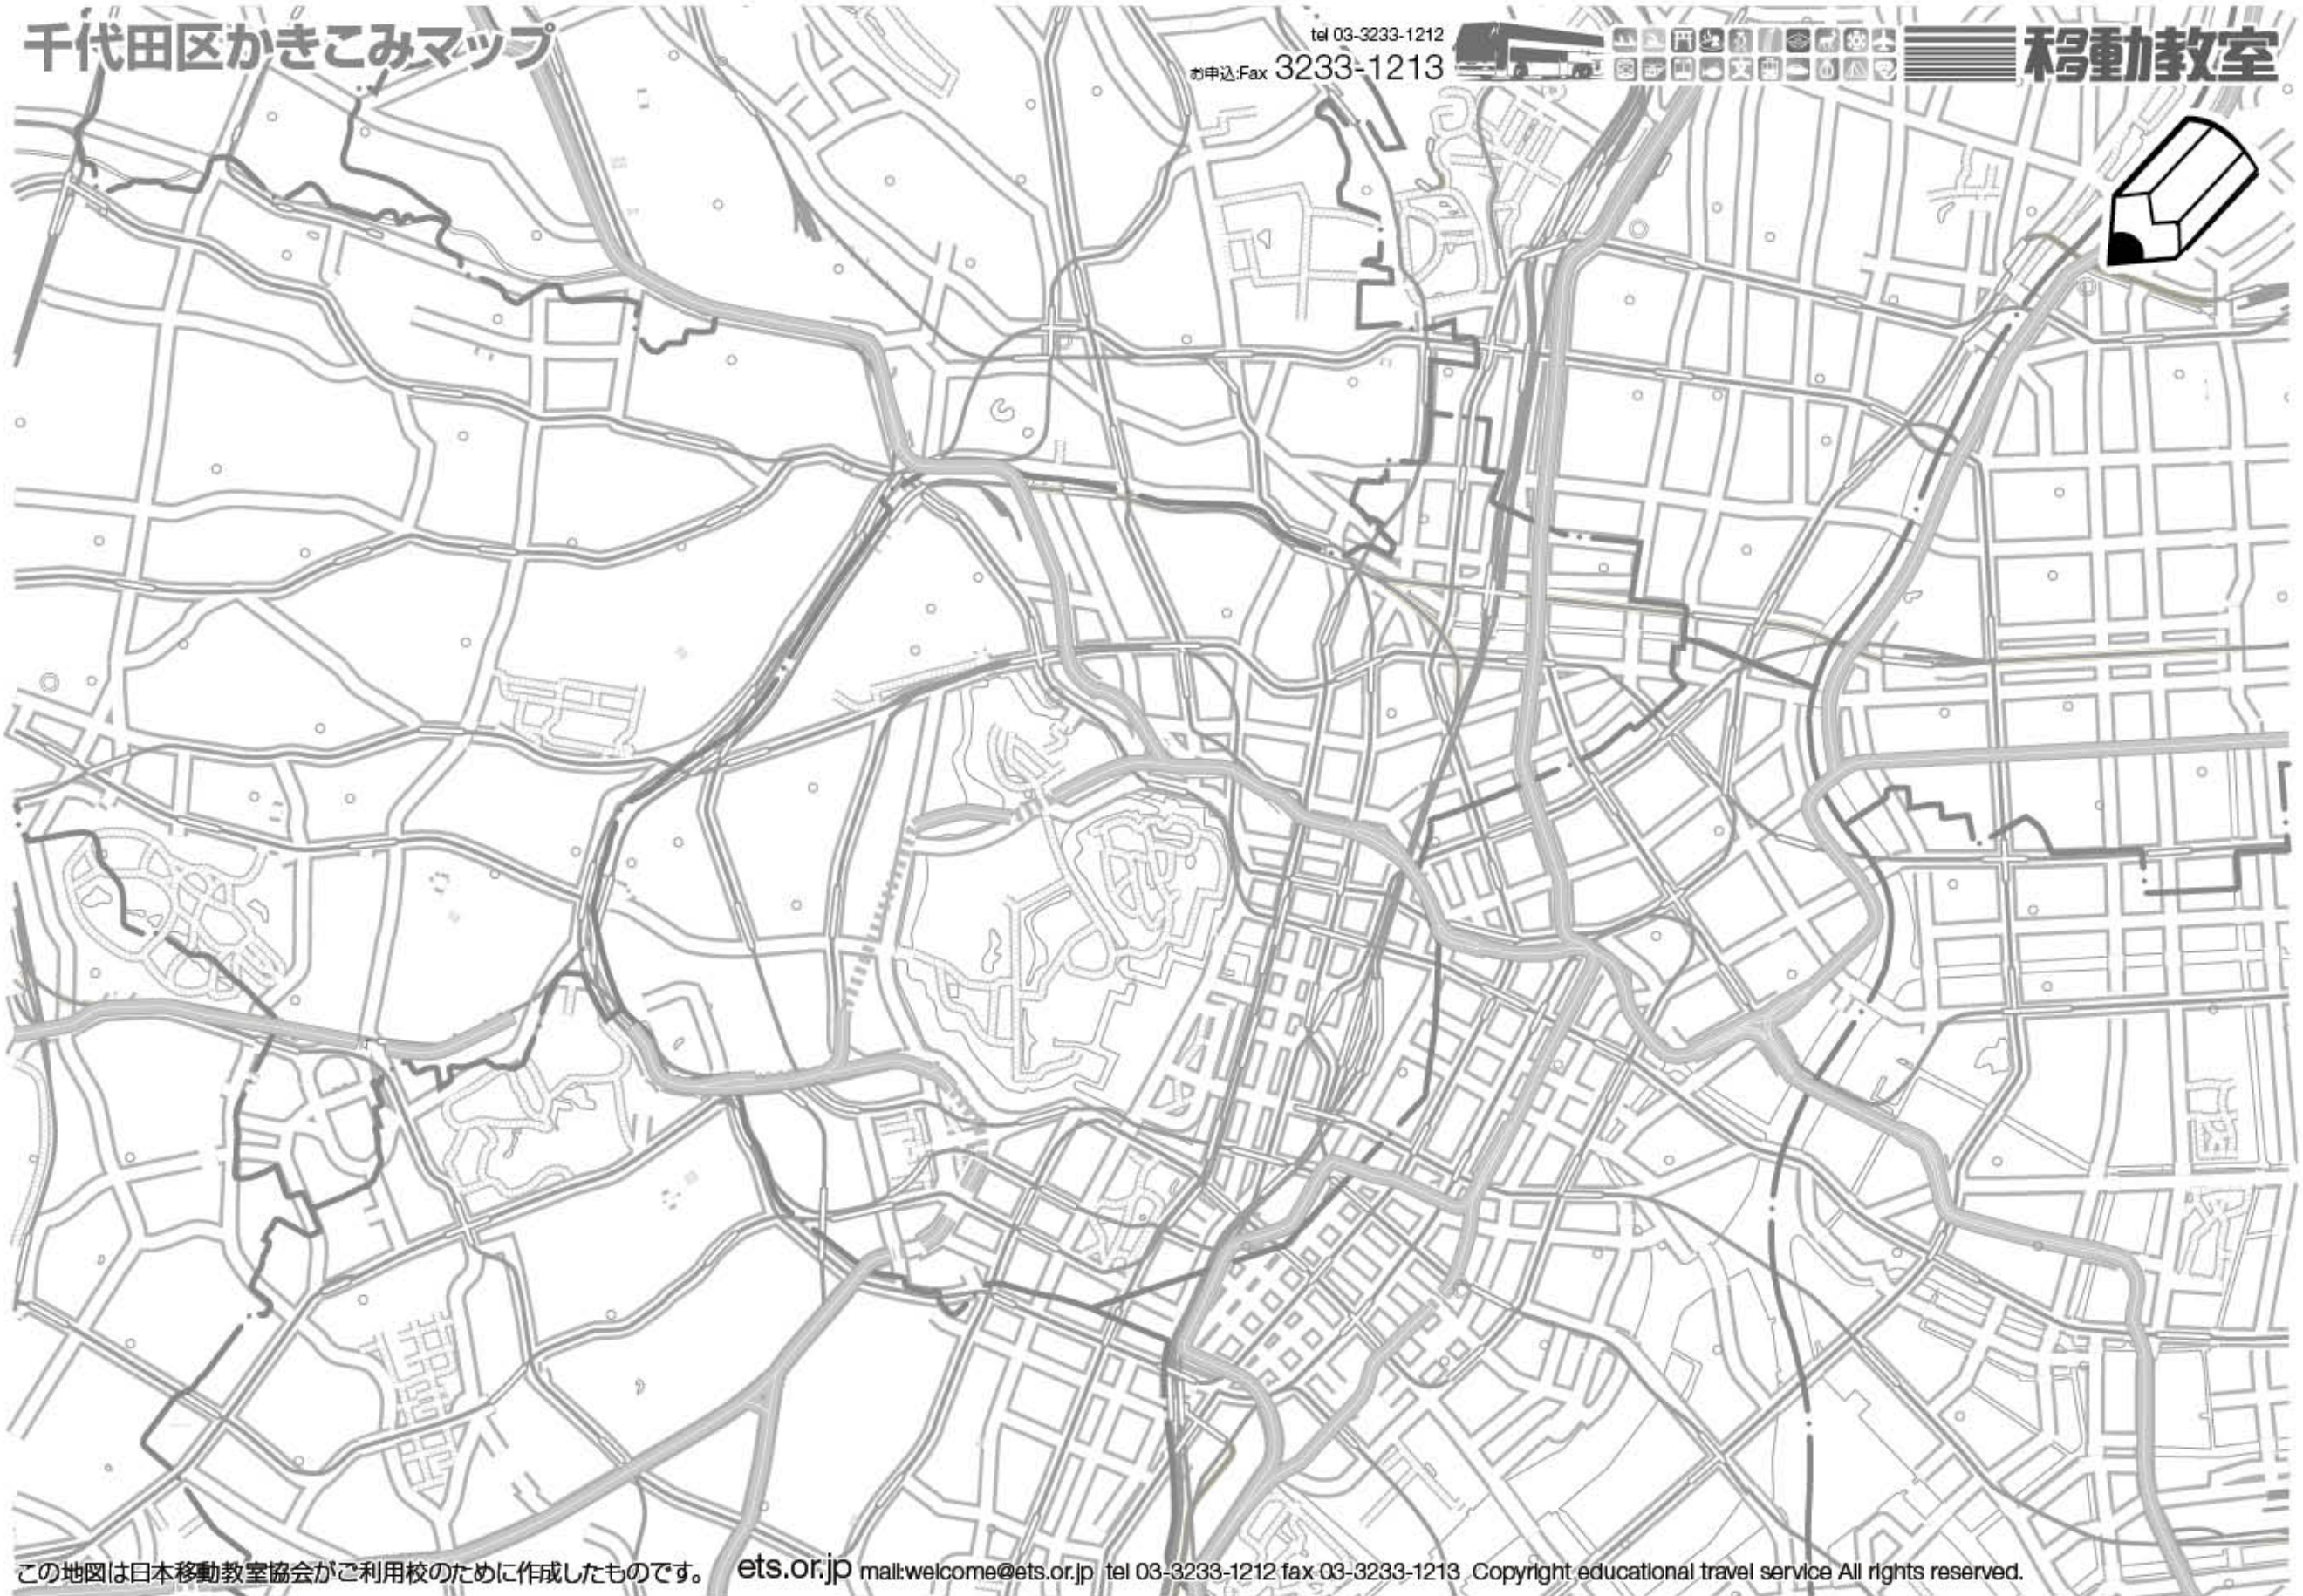 千代田区かきこみマップ
tel 03-3233-1212
お申込:Fax 3233-1213
移動教室
この地図は日本移動教室協会がご利用校のために作成したものです。 ets.or.jp mail:welcome@ets.or.jp tel 03-3233-1212 fax 03-3233-1213 Copyright educational travel service All rights reserved.